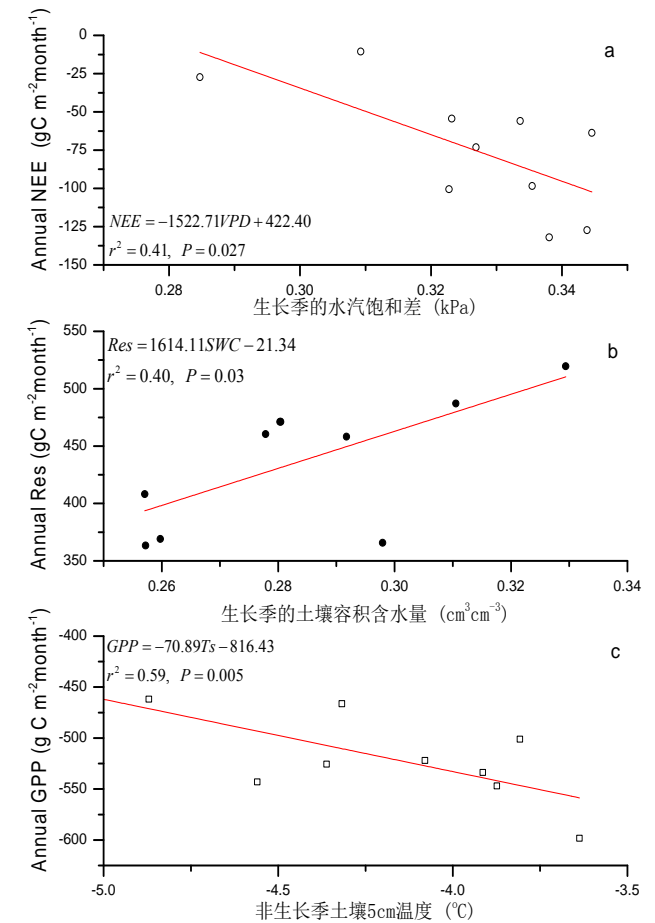 a
Annual NEE (gC m-2month-1)
0
-25
-50
-75
-100
-125
-150
NEE = −1522.71VPD + 422.40
r2 = 0.41, P = 0.027
0.28 0.30 0.32 0.34
生长季的水汽饱和差 (kPa)
b
Annual Res (gC m-2month-1)
550
500
450
400
350
Res = 1614.11SWC − 21.34
r2 = 0.40, P = 0.03
0.26 0.28 0.30 0.32 0.34
生长季的土壤容积含水量 (cm3cm-3)
c
Annual GPP (g C m-2month-1)
-400
-450
-500
-550
-600
GPP = −70.89Ts − 816.43
r2 = 0.59, P = 0.005
-5.0 -4.5 -4.0 -3.5
非生长季土壤5cm温度 (℃)